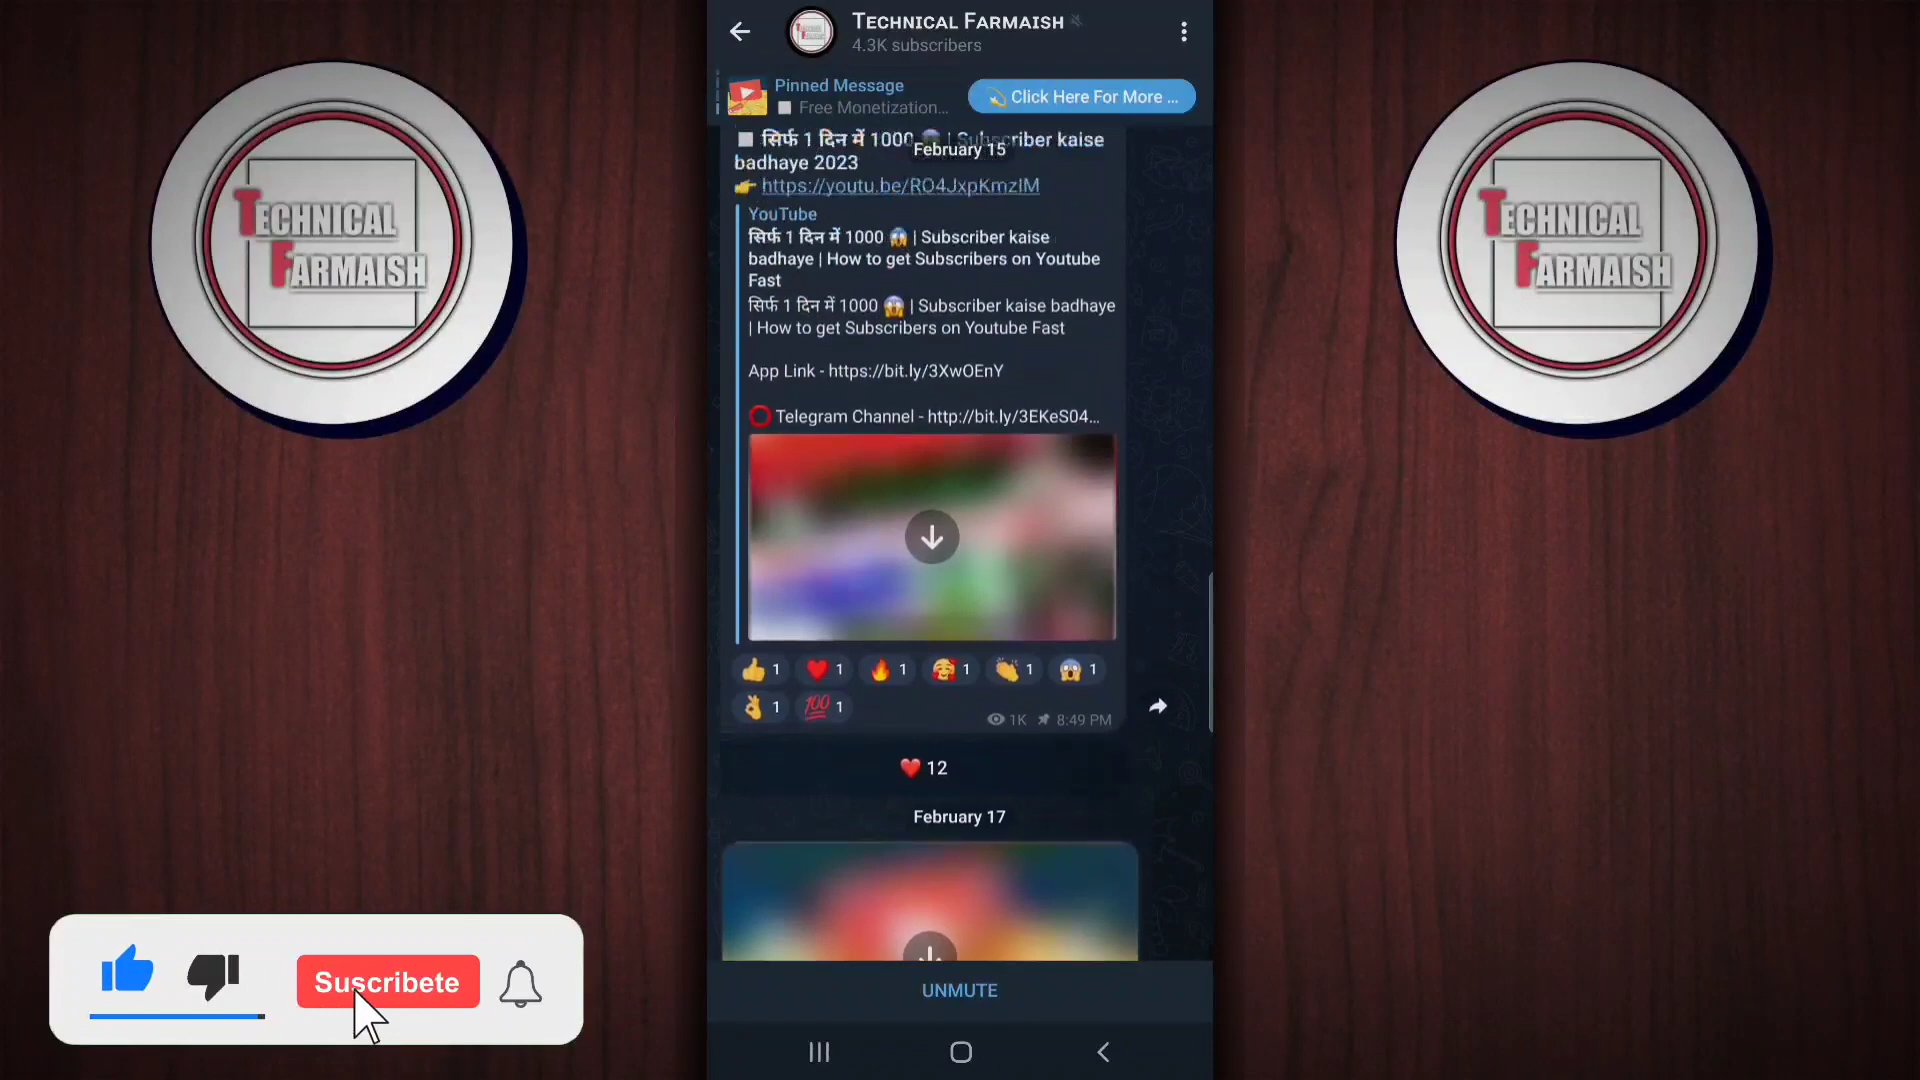 TECHNICAL FARMAISH
4.3K subscribers
Pinned Message
Free Monetization...
Click Here For More ...
सिर्फ 1 दिन में 1000 😱 | Subscriber kaise
February 15
badhaye 2023
👉 https://youtu.be/RO4JxpKmzIM
YouTube
सिर्फ 1 दिन में 1000 😱 | Subscriber kaise
badhaye | How to get Subscribers on Youtube
Fast
सिर्फ 1 दिन में 1000 😱 | Subscriber kaise badhaye
| How to get Subscribers on Youtube Fast
App Link - https://bit.ly/3XwOEnY
⭕ Telegram Channel - http://bit.ly/3EKeS04...
👍 1 ❤️ 1 🔥 1 🥰 1 👏 1 😱 1
👌 1 💯 1
1K 8:49 PM
❤️ 12
February 17
UNMUTE
TECHNICAL
FARMAISH
TECHNICAL
FARMAISH
Suscribete